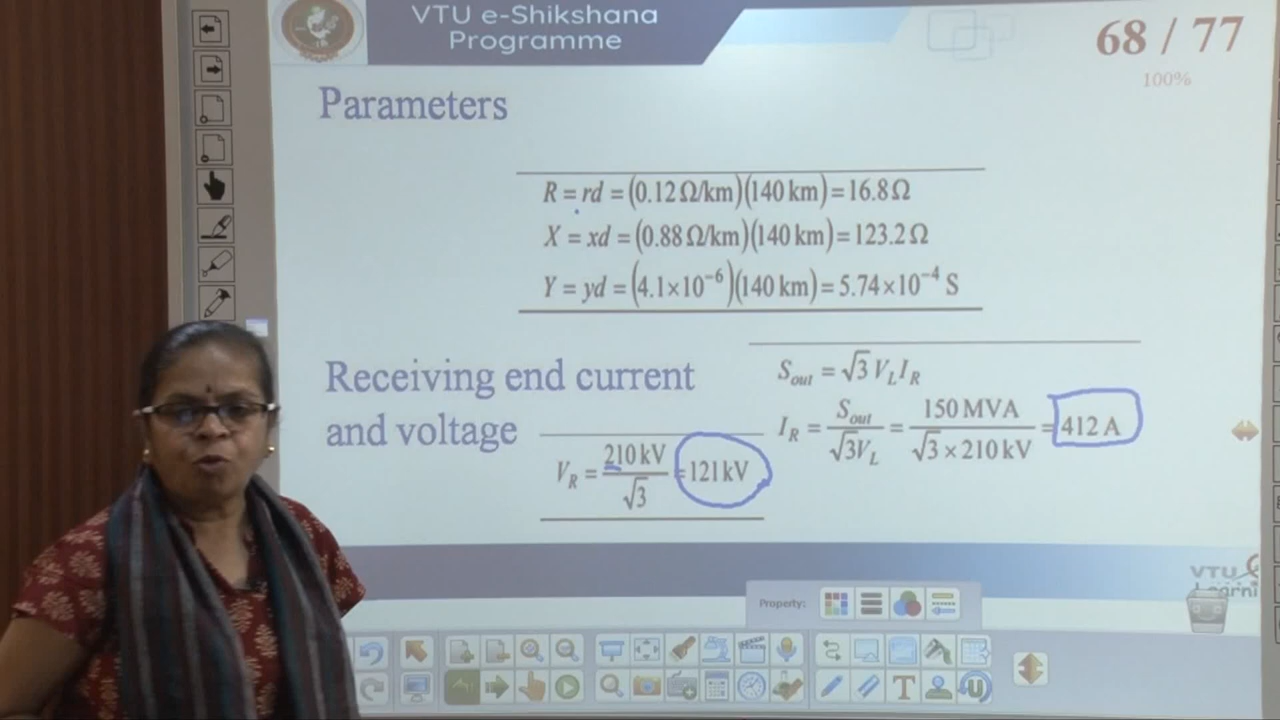 VTU e-Shikshana
Programme
68 / 77
100%
Parameters
R = rd = (0.12 Ω/km)(140 km) = 16.8 Ω
X = xd = (0.88 Ω/km)(140 km) = 123.2 Ω
Y = yd = (4.1×10⁻⁶)(140 km) = 5.74×10⁻⁴ S
Receiving end current
and voltage
V_R = 210 kV / √3 = 121 kV
S_out = √3 V_L I_R
I_R = S_out / √3V_L = 150 MVA / √3 × 210 kV = 412 A
VTU
Learni
Property: